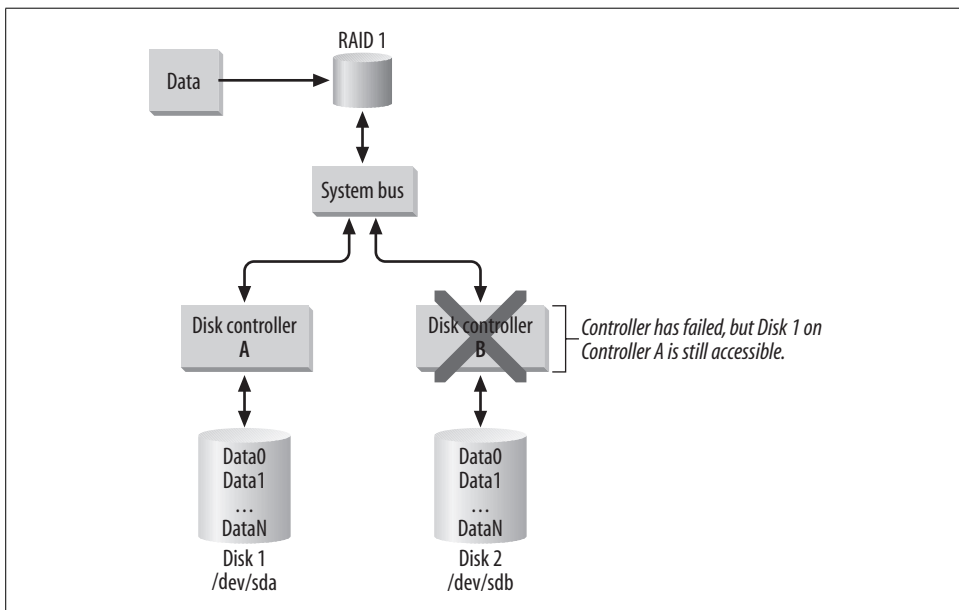 RAID 1
Data
System bus
Disk controller
A
Disk controller
B
Controller has failed, but Disk 1 on
Controller A is still accessible.
Data0
Data1
...
DataN
Data0
Data1
...
DataN
Disk 1
/dev/sda
Disk 2
/dev/sdb